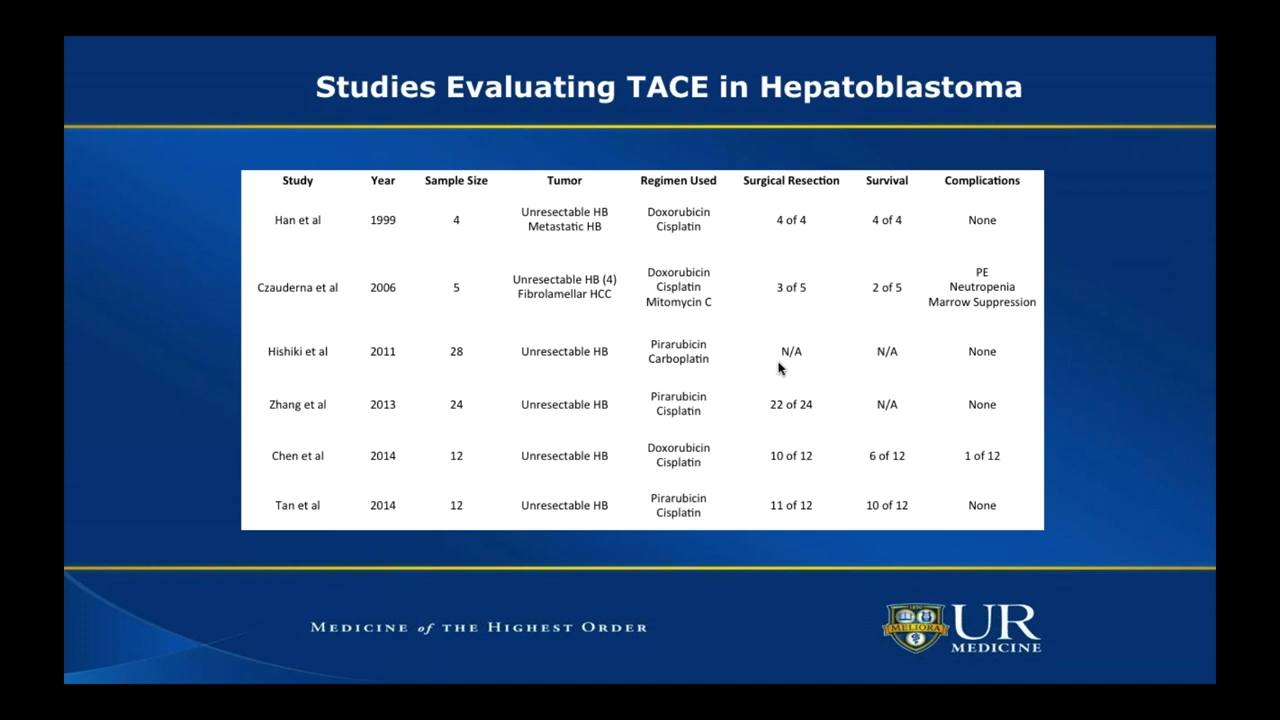 Studies Evaluating TACE in Hepatoblastoma
Study Year Sample Size Tumor Regimen Used Surgical Resection Survival Complications
Han et al 1999 4 Unresectable HB Metastatic HB Doxorubicin Cisplatin 4 of 4 4 of 4 None
Czauderna et al 2006 5 Unresectable HB (4) Fibrolamellar HCC Doxorubicin Cisplatin Mitomycin C 3 of 5 2 of 5 PE Neutropenia Marrow Suppression
Hishiki et al 2011 28 Unresectable HB Pirarubicin Carboplatin N/A N/A None
Zhang et al 2013 24 Unresectable HB Pirarubicin Cisplatin 22 of 24 N/A None
Chen et al 2014 12 Unresectable HB Doxorubicin Cisplatin 10 of 12 6 of 12 1 of 12
Tan et al 2014 12 Unresectable HB Pirarubicin Cisplatin 11 of 12 10 of 12 None
MEDICINE of THE HIGHEST ORDER
MELIORA
UR
MEDICINE